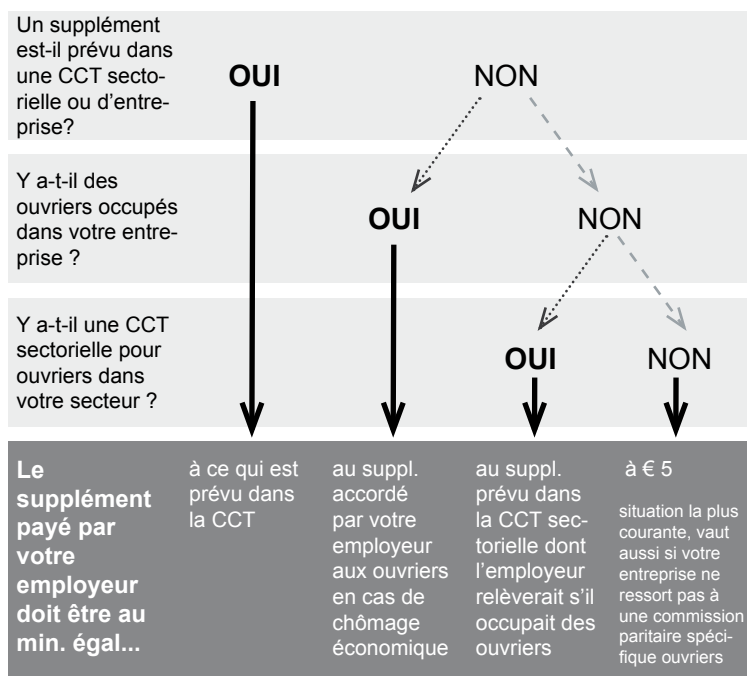 Un supplément
est-il prévu dans
une CCT secto-
rielle ou d'entre-
prise?
OUI
NON
Y a-t-il des
ouvriers occupés
dans votre entre-
prise ?
OUI
NON
Y a-t-il une CCT
sectorielle pour
ouvriers dans
votre secteur ?
OUI
NON
Le
supplément
payé par
votre
employeur
doit être au
min. égal...
à ce qui est
prévu dans
la CCT
au suppl.
accordé
par votre
employeur
aux ouvriers
en cas de
chômage
économique
au suppl.
prévu dans
la CCT sec-
torielle dont
l'employeur
relèverait s'il
occupait des
ouvriers
à € 5
situation la plus
courante, vaut
aussi si votre
entreprise ne
ressort pas à
une commission
paritaire spéci-
fique ouvriers